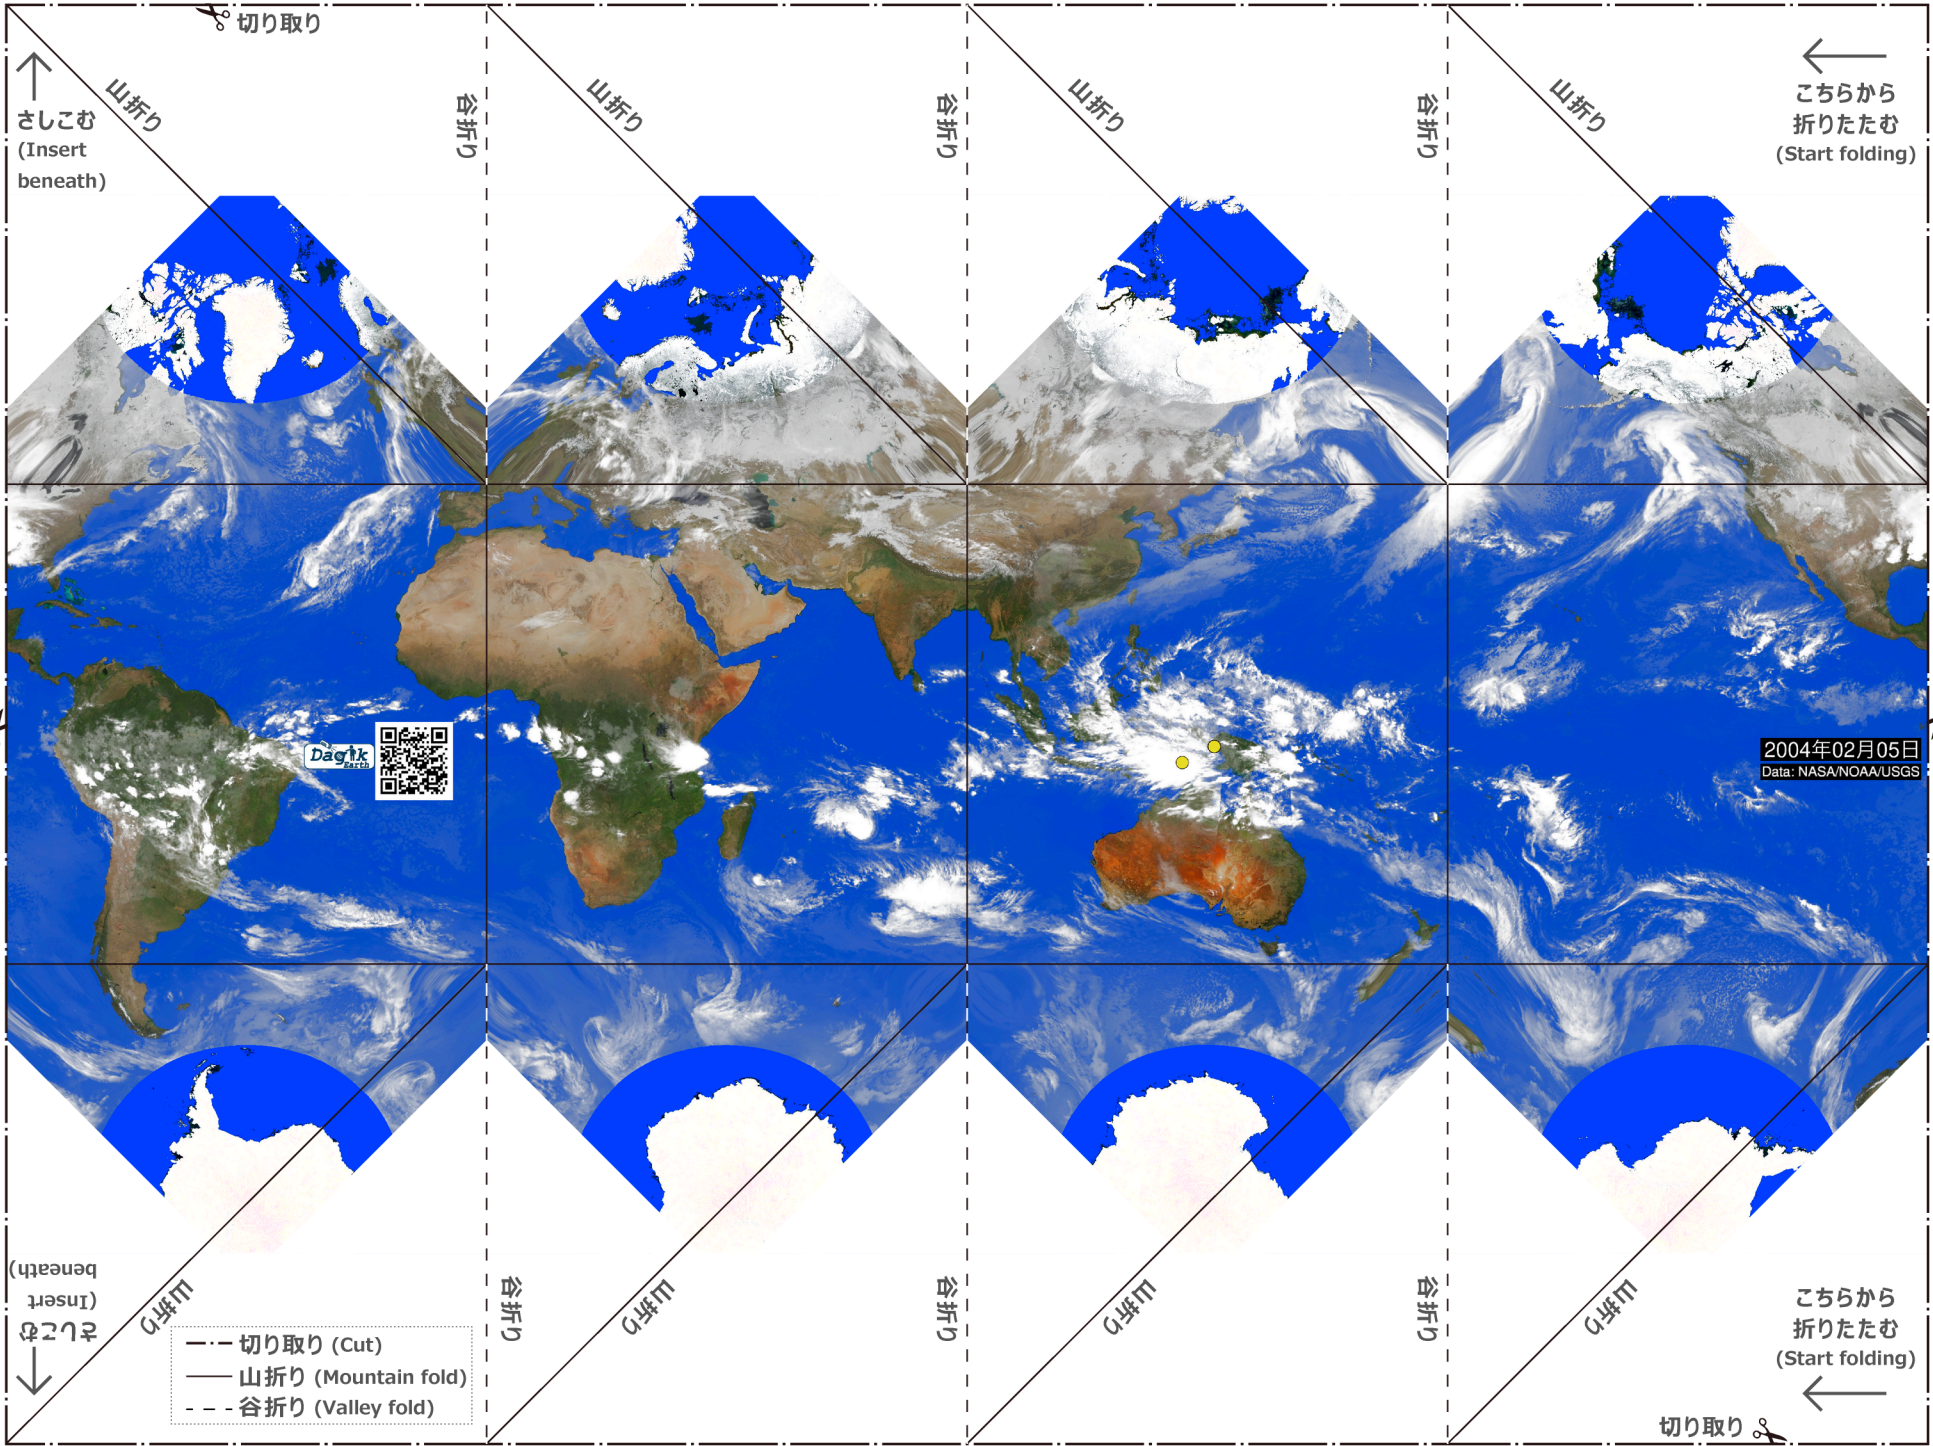 切り取り
さしこむ
(Insert
beneath)
山折り
谷折り
山折り
谷折り
山折り
谷折り
山折り
こちらから
折りたたむ
(Start folding)
Dagik
Earth
2004年02月05日
Data: NASA/NOAA/USGS
さしこむ
(Insert
beneath)
山折り
谷折り
山折り
谷折り
山折り
谷折り
山折り
こちらから
折りたたむ
(Start folding)
切り取り (Cut)
山折り (Mountain fold)
谷折り (Valley fold)
切り取り